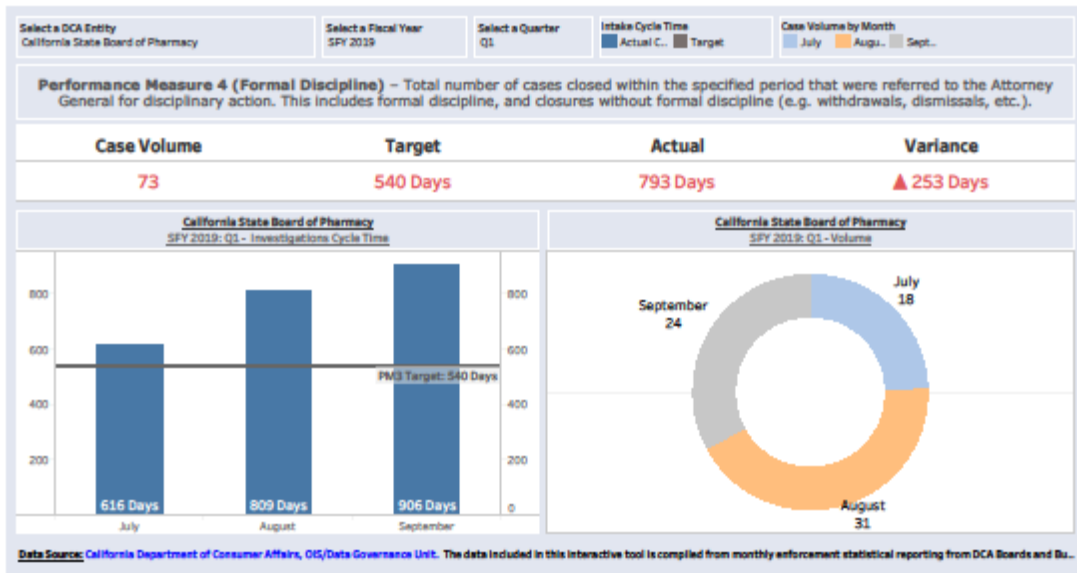 Select a DCA Entity
California State Board of Pharmacy
Select a Fiscal Year
SFY 2019
Select a Quarter
Q1
Intake Cycle Time
Actual C.. Target
Case Volume by Month
July Augu.. Sept..
Performance Measure 4 (Formal Discipline) – Total number of cases closed within the specified period that were referred to the Attorney
General for disciplinary action. This includes formal discipline, and closures without formal discipline (e.g. withdrawals, dismissals, etc.).
Case Volume Target Actual Variance
73 540 Days 793 Days ▲ 253 Days
California State Board of Pharmacy
SFY 2019: Q1 - Investigations Cycle Time
800 800
600 600
PM3 Target: 540 Days
400 400
200 200
0
616 Days 809 Days 906 Days
July August September
California State Board of Pharmacy
SFY 2019: Q1 - Volume
July
18
September
24
August
31
Data Source: California Department of Consumer Affairs, OIS/Data Governance Unit. The data included in this interactive tool is compiled from monthly enforcement statistical reporting from DCA Boards and Bu..